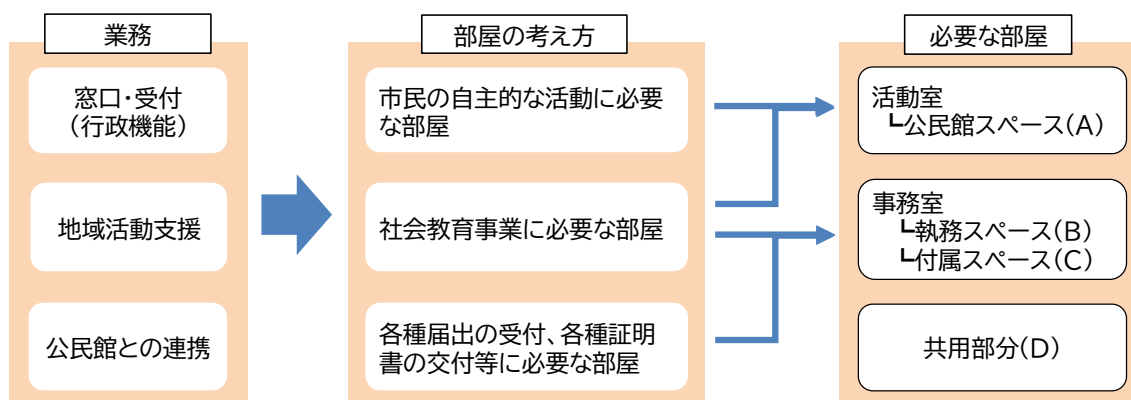 業務
窓口・受付
(行政機能)
地域活動支援
公民館との連携
部屋の考え方
市民の自主的な活動に必要
な部屋
社会教育事業に必要な部屋
各種届出の受付、各種証明
書の交付等に必要な部屋
必要な部屋
活動室
┗公民館スペース(A)
事務室
┗執務スペース(B)
┗付属スペース(C)
共用部分(D)